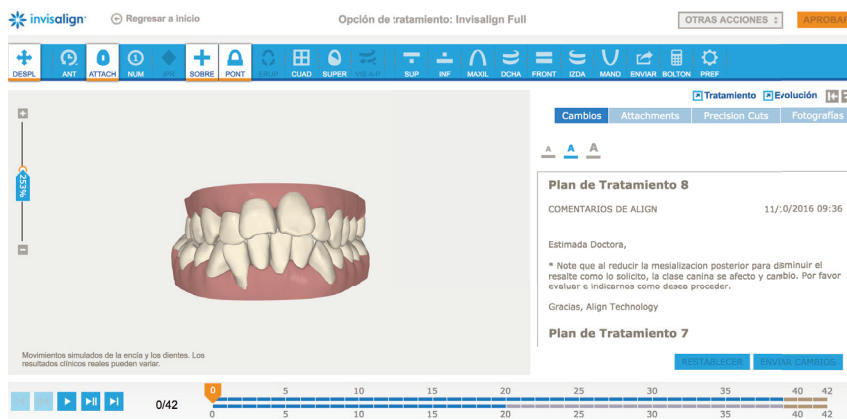 invisalign
Regresar a inicio
Opción de tratamiento: Invisalign Full
OTRAS ACCIONES
APROBAR
DESPL ANT ATTACH NUM IPR SOBRE PONT ERUP CUAD SUPER VIS A-P SUP INF MAXIL DCHA FRONT IZDA MAND ENVIAR BOLTON PREF
Tratamiento Evolución
Cambios Attachments Precision Cuts Fotografías
A A A
253%
Plan de Tratamiento 8
COMENTARIOS DE ALIGN 11/10/2016 09:36
Estimada Doctora,
* Note que al reducir la mesializacion posterior para disminuir el
resalte como lo solicito, la clase canina se afecto y cambio. Por favor
evaluar e indicarnos como desea proceder.
Gracias, Align Technology
Plan de Tratamiento 7
Movimientos simulados de la encía y los dientes. Los
resultados clínicos reales pueden variar.
RESTABLECER ENVIAR CAMBIOS
0/42
0 5 10 15 20 25 30 35 40 42
0 5 10 15 20 25 30 35 40 42